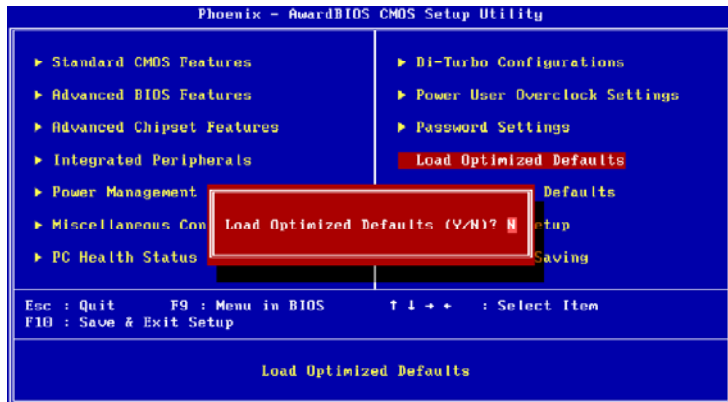 Phoenix - AwardBIOS CMOS Setup Utility
▶ Standard CMOS Features
▶ Advanced BIOS Features
▶ Advanced Chipset Features
▶ Integrated Peripherals
▶ Power Management
▶ Miscellaneous Con
▶ PC Health Status
▶ Di-Turbo Configurations
▶ Power User Overclock Settings
▶ Password Settings
Load Optimized Defaults
Defaults
etup
Saving
Load Optimized Defaults (Y/N)? N
Esc : Quit F9 : Menu in BIOS ↑ ↓ → ← : Select Item
F10 : Save & Exit Setup
Load Optimized Defaults